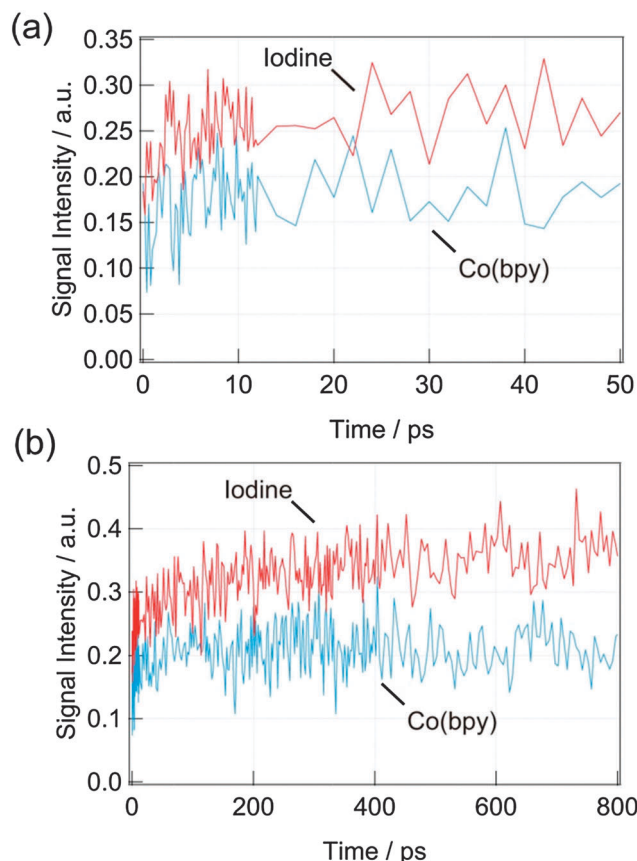 (a)
0.35
0.30
0.25
0.20
0.15
0.10
0.05
0.00
Signal Intensity / a.u.
Iodine
Co(bpy)
0 10 20 30 40 50
Time / ps
(b)
0.5
0.4
0.3
0.2
0.1
0.0
Signal Intensity / a.u.
Iodine
Co(bpy)
0 200 400 600 800
Time / ps